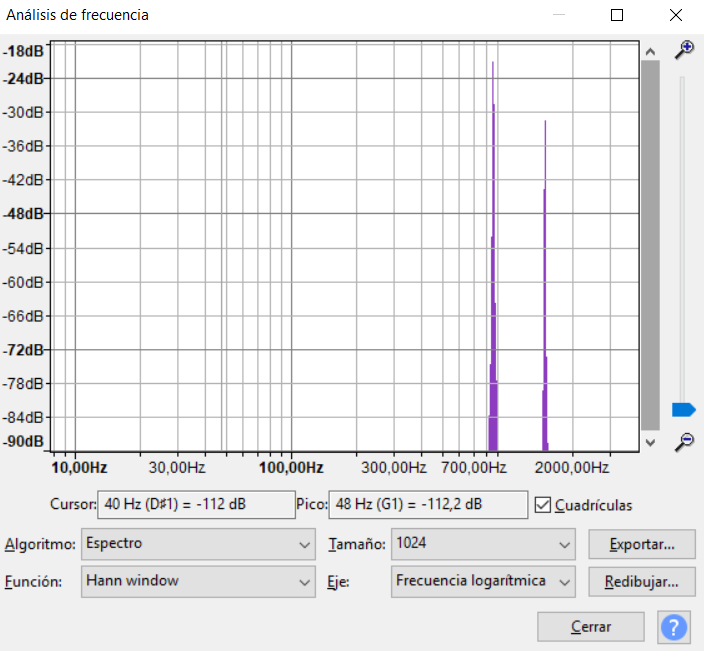 Análisis de frecuencia
-18dB
-24dB
-30dB
-36dB
-42dB
-48dB
-54dB
-60dB
-66dB
-72dB
-78dB
-84dB
-90dB
10,00Hz 30,00Hz 100,00Hz 300,00Hz 700,00Hz 2000,00Hz
Cursor: 40 Hz (D♯1) = -112 dB Pico: 48 Hz (G1) = -112,2 dB Cuadrículas
Algoritmo: Espectro Tamaño: 1024 Exportar...
Función: Hann window Eje: Frecuencia logarítmica Redibujar...
Cerrar ?